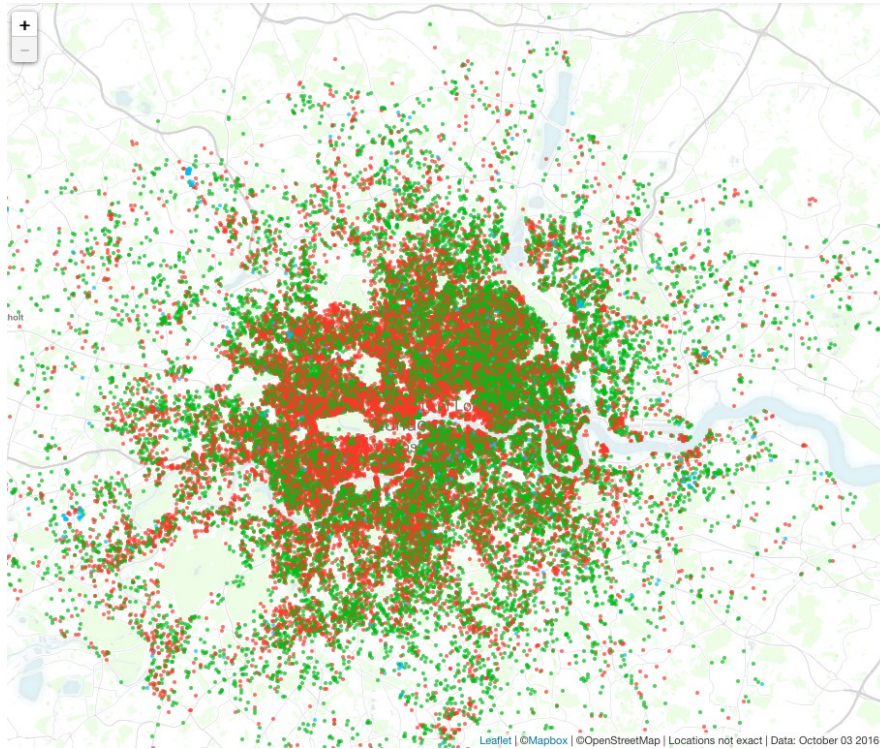 +
−
holt
Leaflet | ©Mapbox | ©OpenStreetMap | Locations not exact | Data: October 03 2016